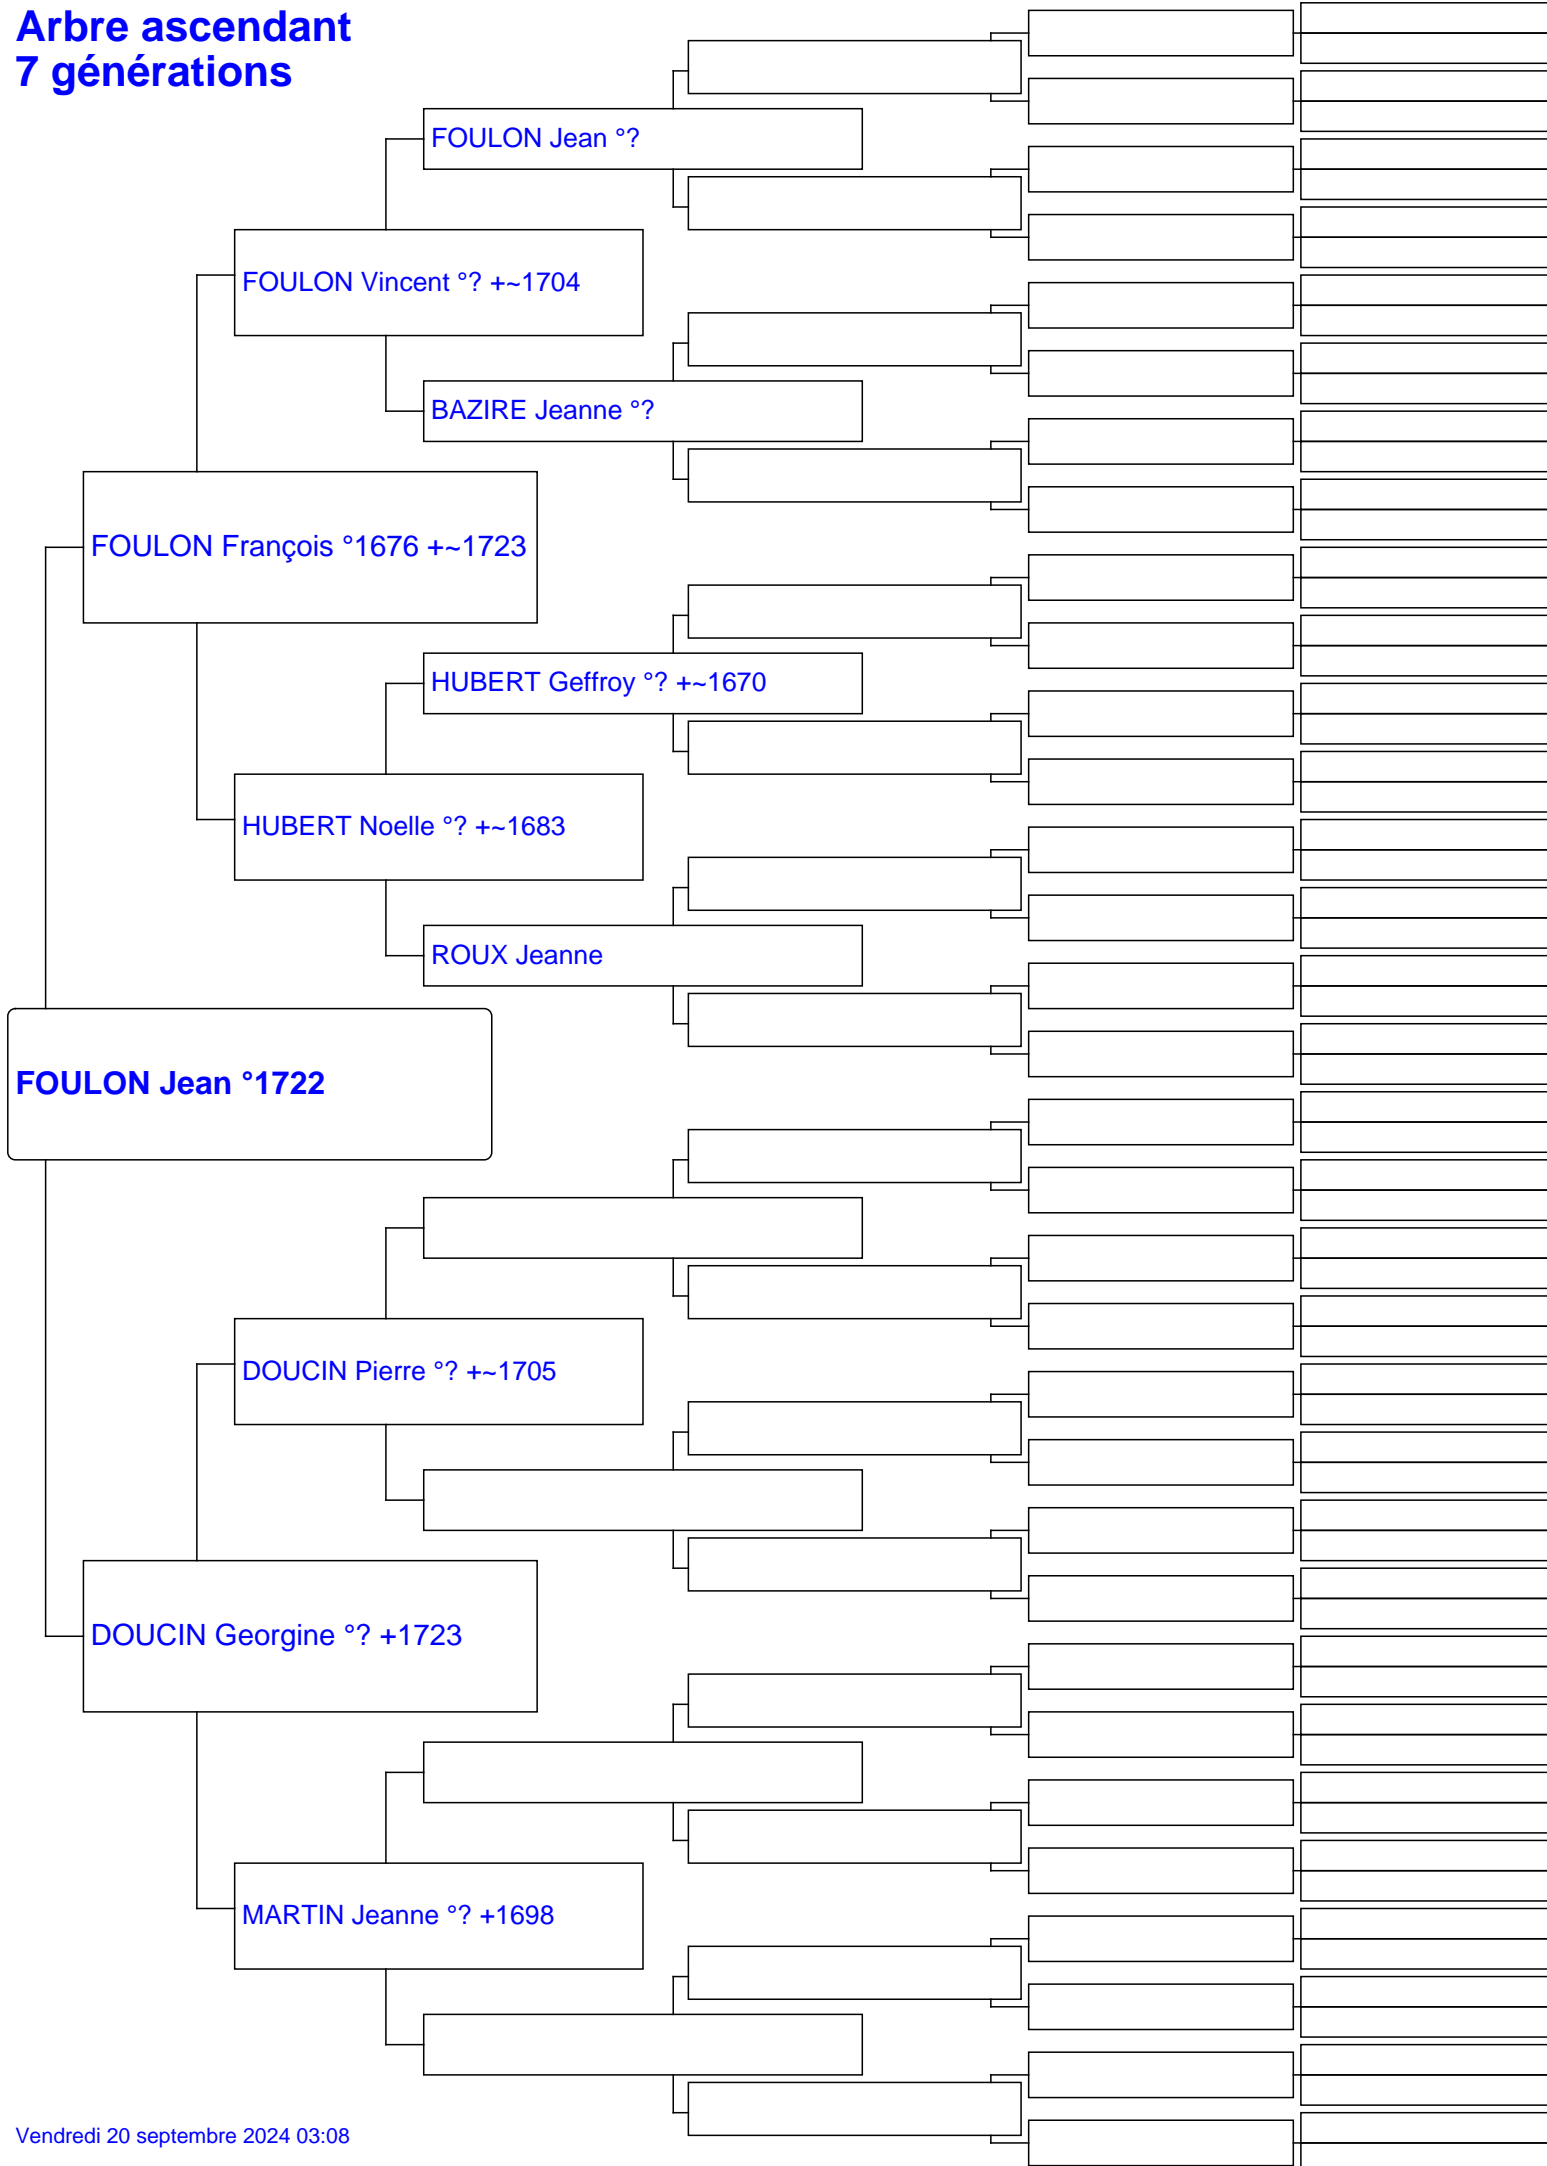 Arbre ascendant
7 générations
FOULON Jean °?
FOULON Vincent °? +~1704
BAZIRE Jeanne °?
FOULON François °1676 +~1723
HUBERT Geffroy °? +~1670
HUBERT Noelle °? +~1683
ROUX Jeanne
FOULON Jean °1722
DOUCIN Pierre °? +~1705
DOUCIN Georgine °? +1723
MARTIN Jeanne °? +1698
Vendredi 20 septembre 2024 03:08